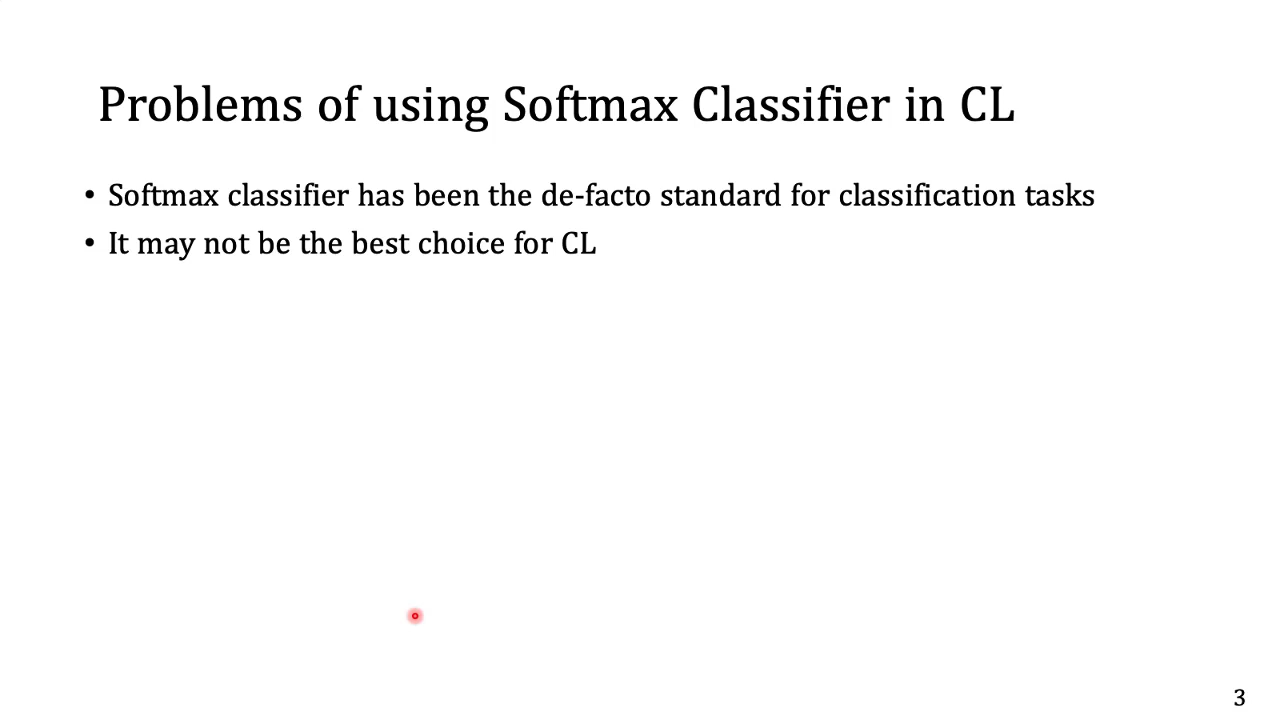 Problems of using Softmax Classifier in CL
• Softmax classifier has been the de-facto standard for classification tasks
• It may not be the best choice for CL
3